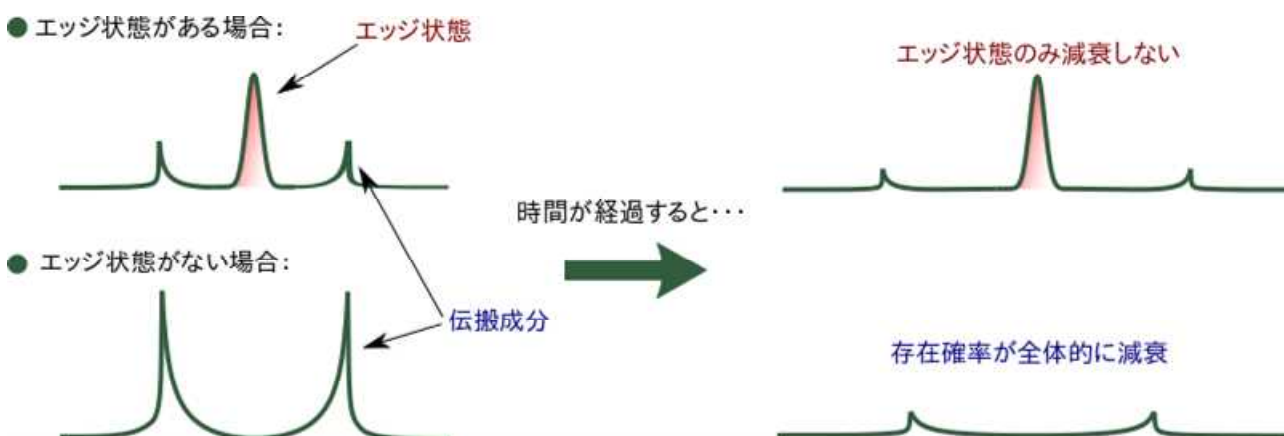 ● エッジ状態がある場合:
エッジ状態
エッジ状態のみ減衰しない
時間が経過すると・・・
● エッジ状態がない場合:
伝搬成分
存在確率が全体的に減衰